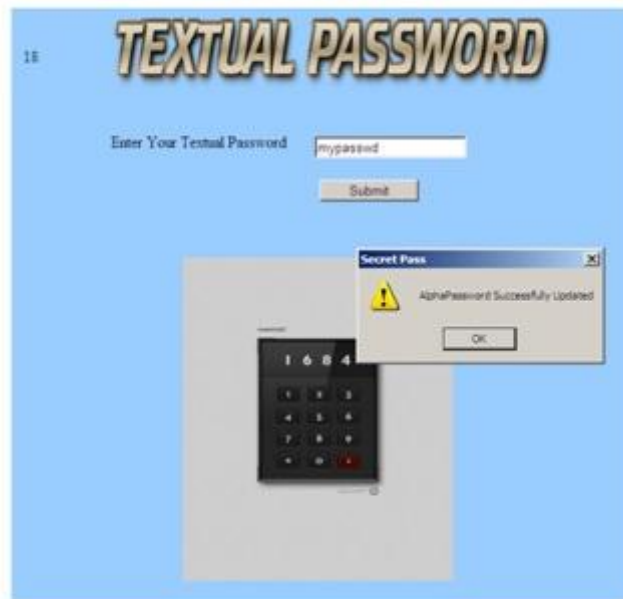 18
TEXTUAL PASSWORD
Enter Your Textual Password
mypasswd
Submit
Secret Pass
AlphaPassword Successfully Updated
OK
1 6 8 4
1 2 3
4 5 6
7 8 9